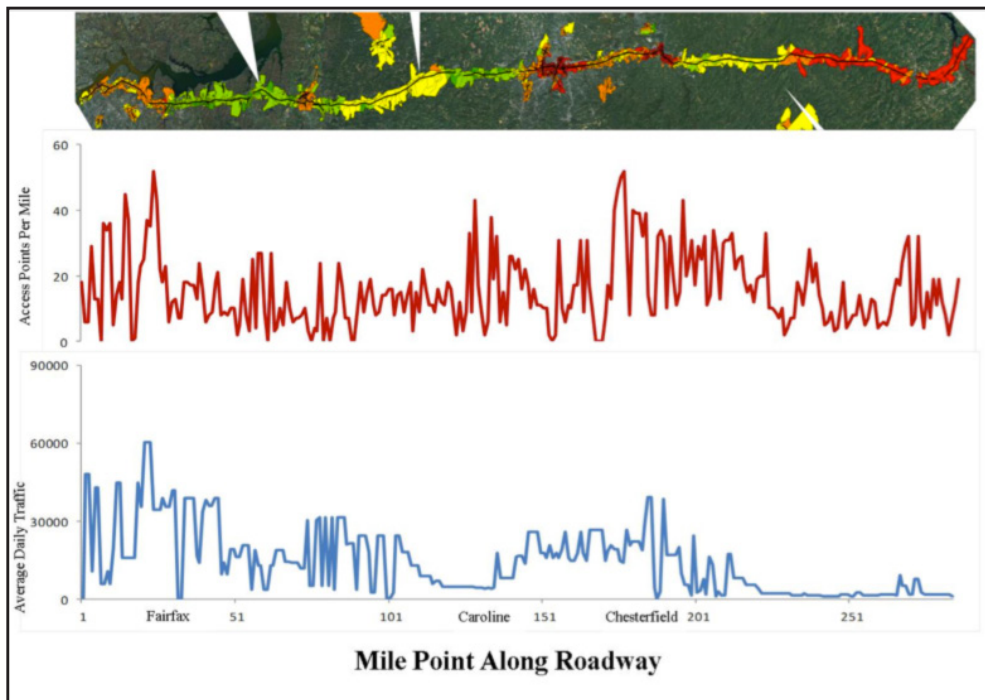 60
40
20
0
Access Points Per Mile
90000
60000
30000
0
Average Daily Traffic
1 Fairfax 51 101 Caroline 151 Chesterfield 201 251
Mile Point Along Roadway